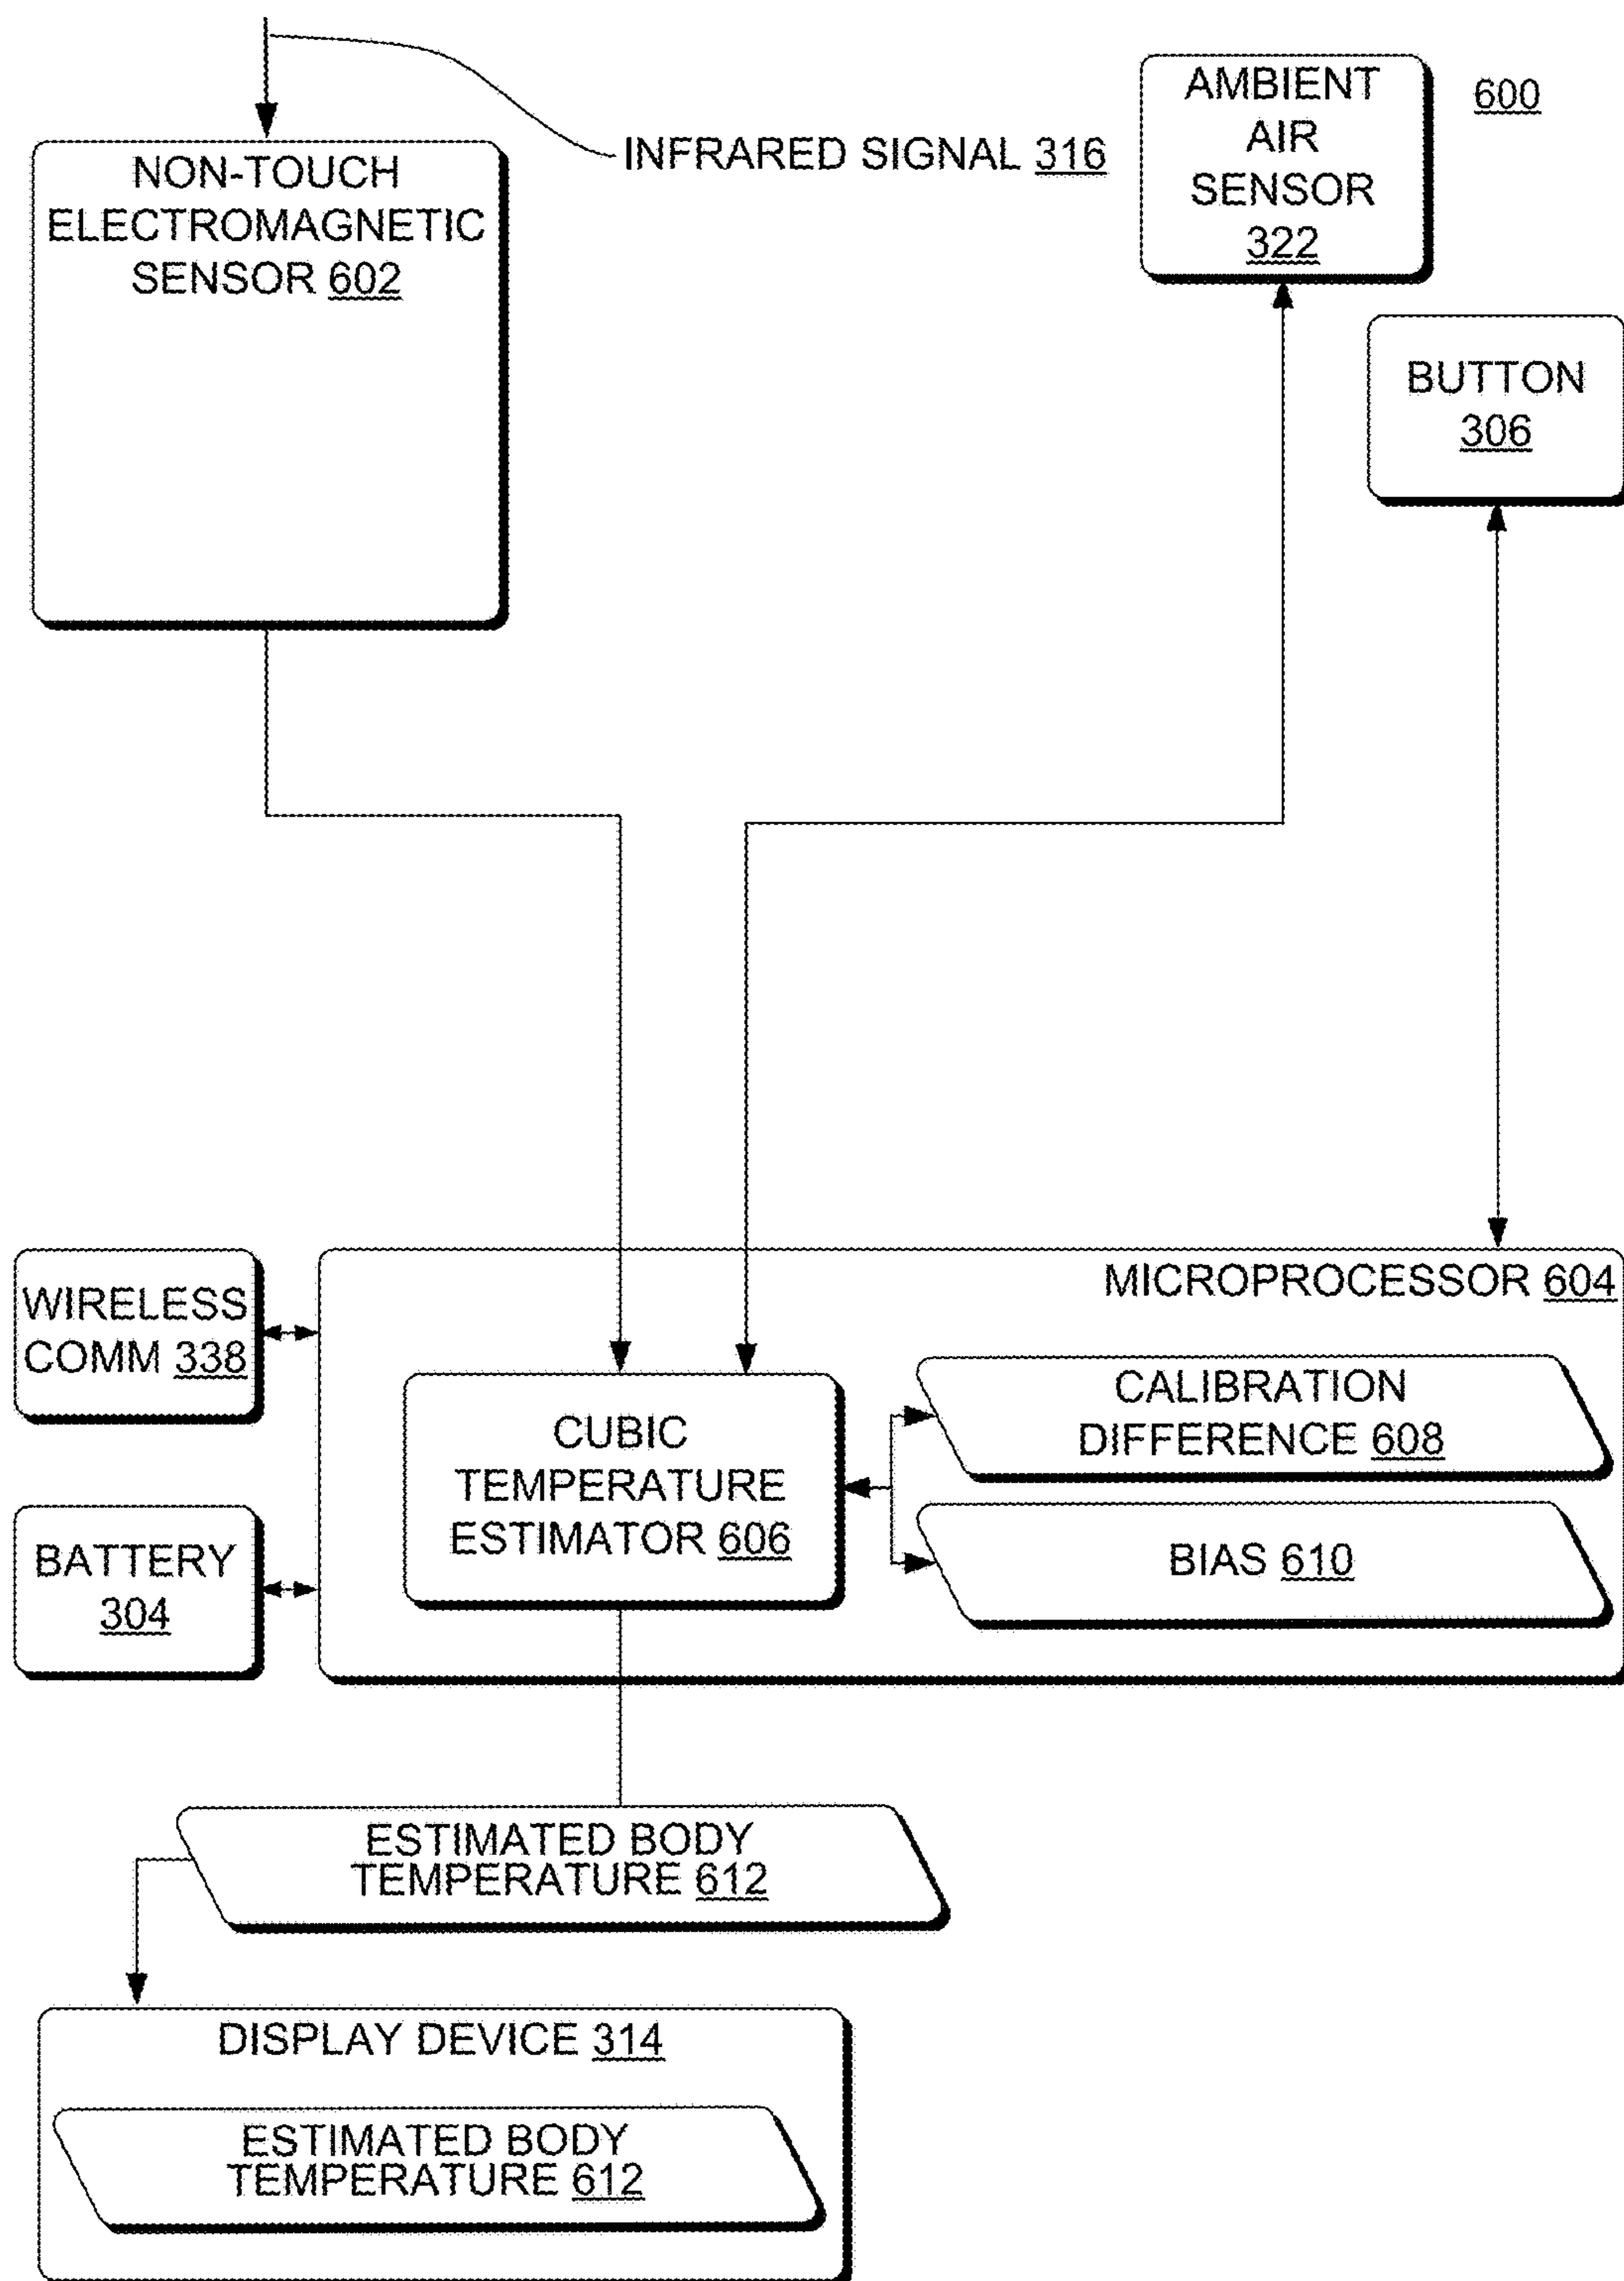 AMBIENT
AIR
SENSOR
322
600
INFRARED SIGNAL 316
NON-TOUCH
ELECTROMAGNETIC
SENSOR 602
BUTTON
306
MICROPROCESSOR 604
WIRELESS
COMM 338
CUBIC
TEMPERATURE
ESTIMATOR 606
CALIBRATION
DIFFERENCE 608
BIAS 610
BATTERY
304
ESTIMATED BODY
TEMPERATURE 612
DISPLAY DEVICE 314
ESTIMATED BODY
TEMPERATURE 612